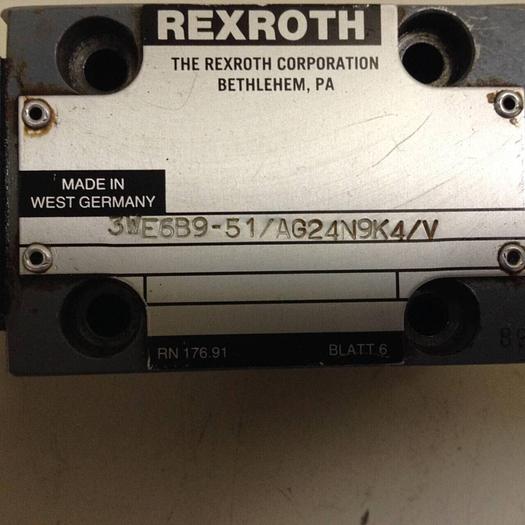 REXROTH
THE REXROTH CORPORATION
BETHLEHEM, PA
MADE IN
WEST GERMANY
3WE6B9-51/AG24N9K4/V
RN 176.91 BLATT 6